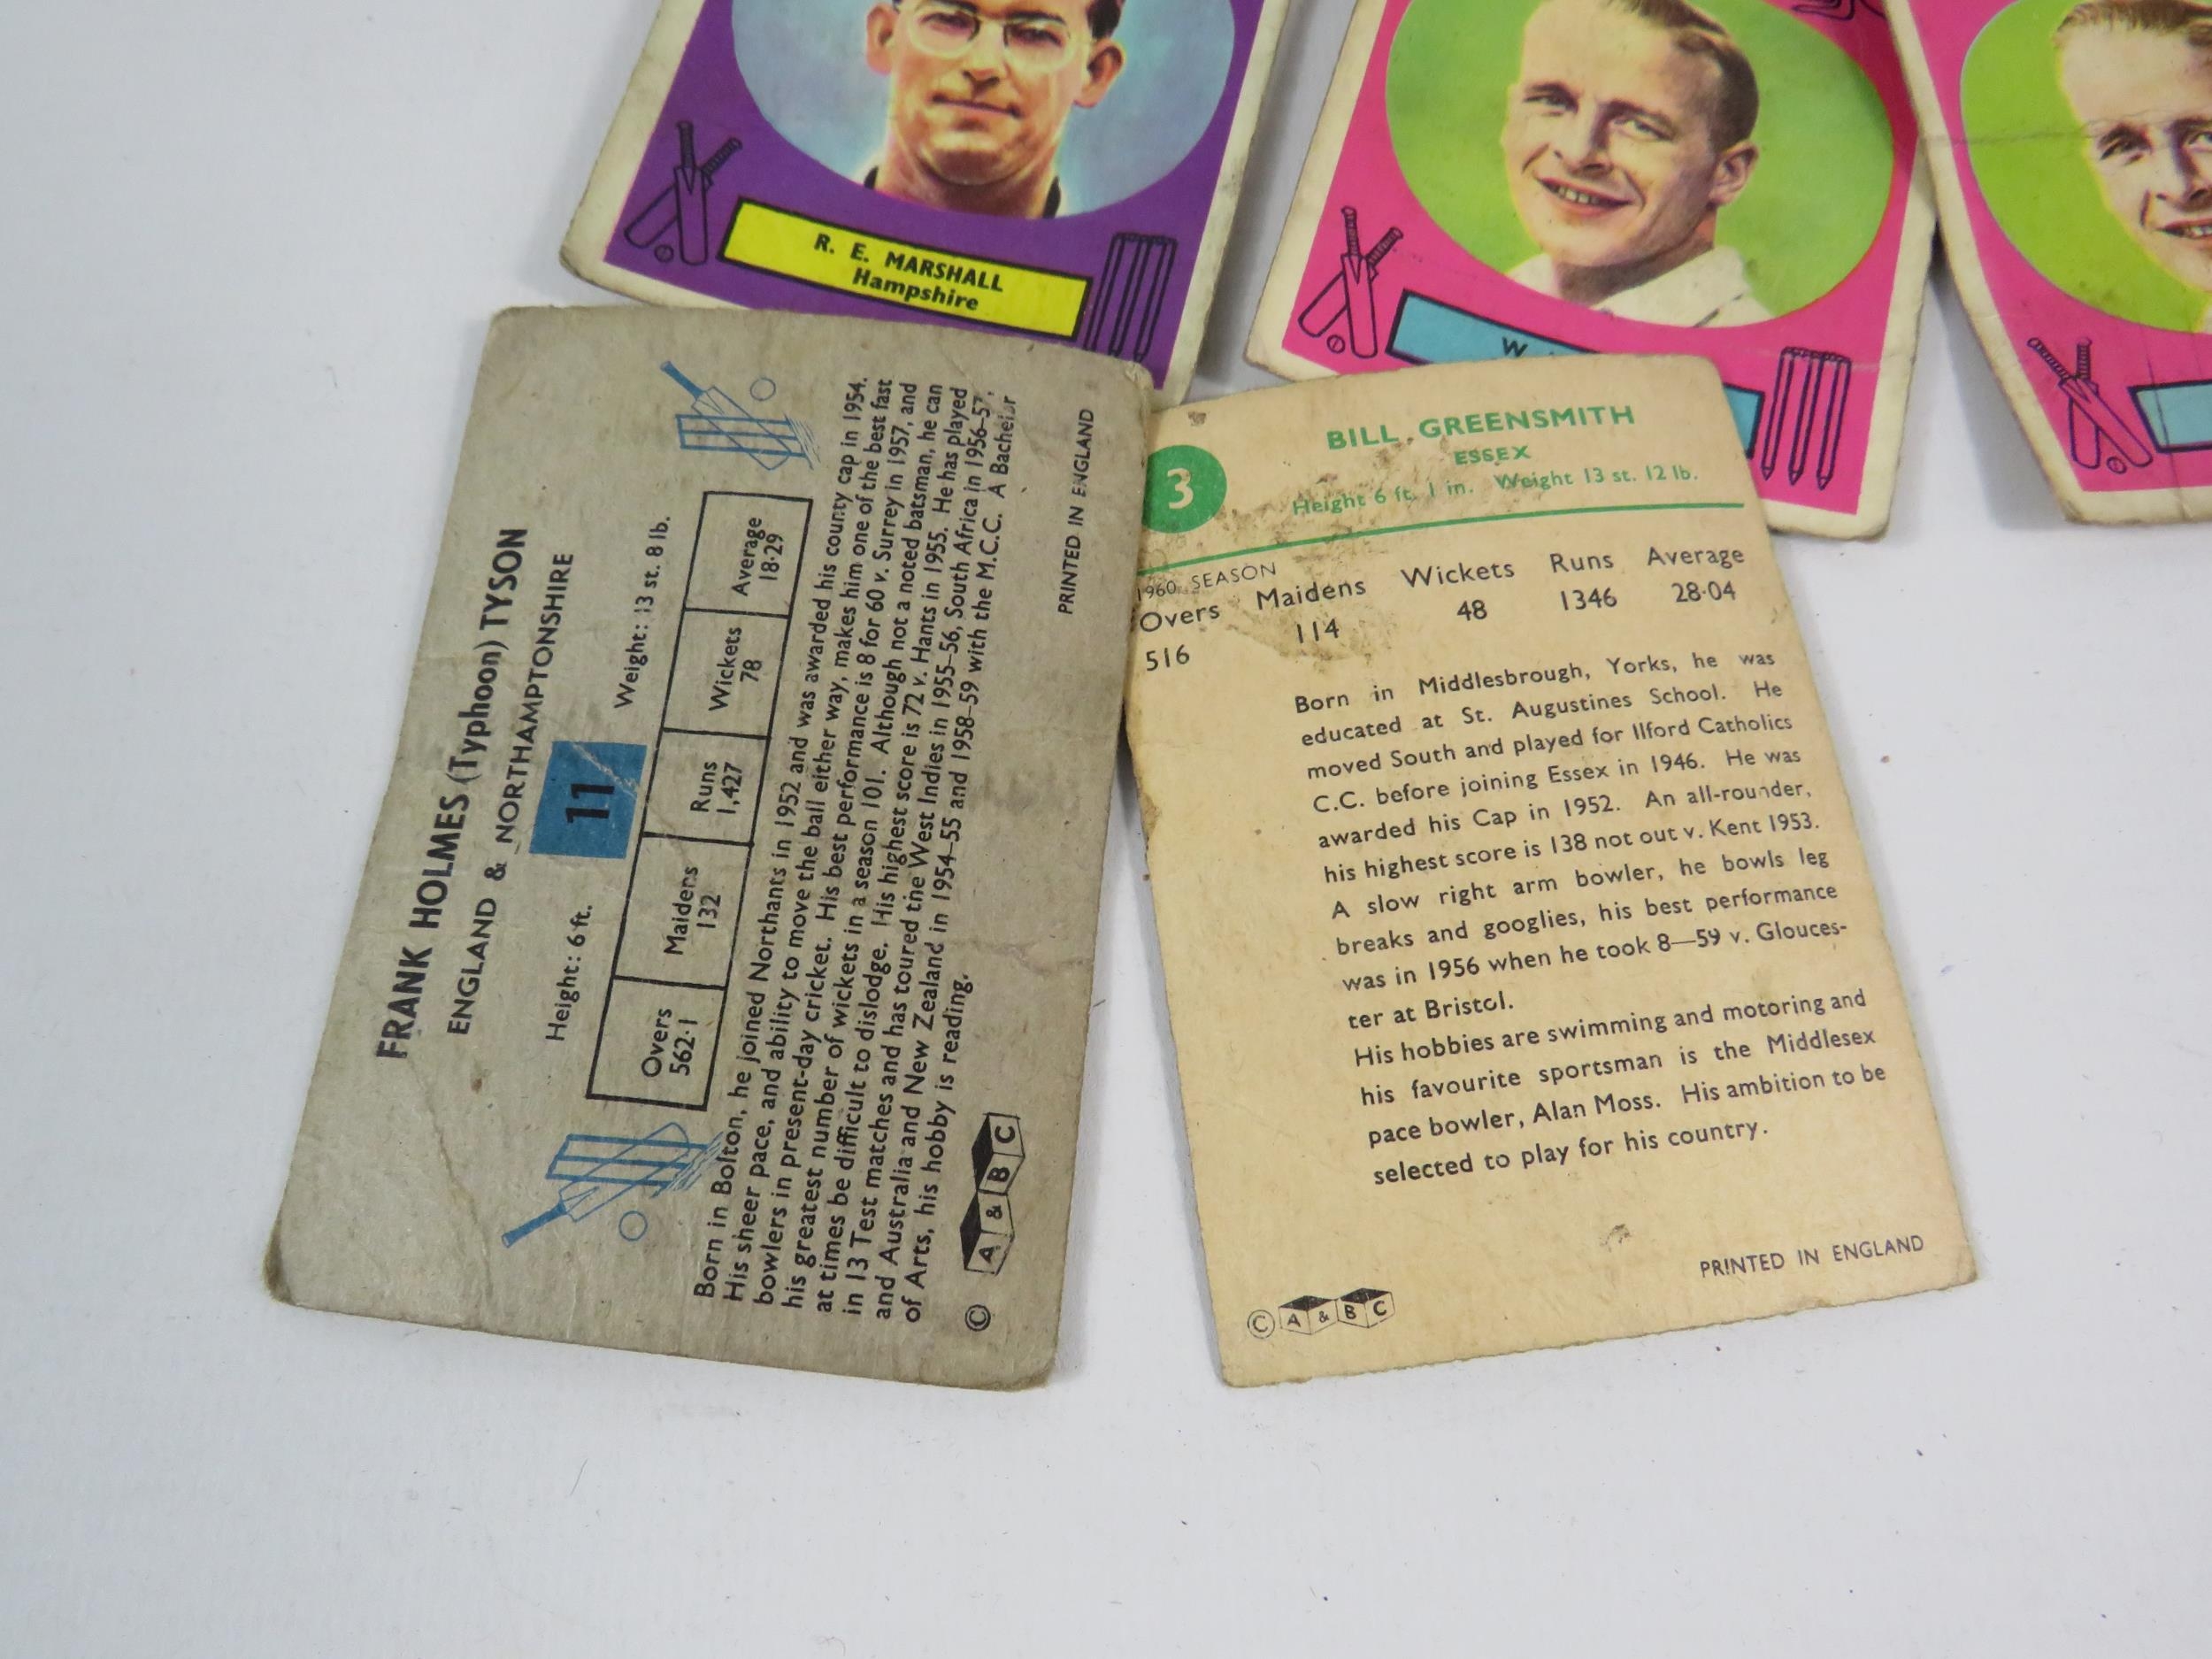 R. E. MARSHALL
Hampshire
W
FRANK HOLMES (Typhoon) TYSON
ENGLAND & NORTHAMPTONSHIRE
Height: 6 ft.
11
Weight: 13 st. 8 lb.
Overs Maidens Runs Wickets Average
562·1 132 1,427 78 18·29
Born in Bolton, he joined Northants in 1952 and was awarded his county cap in 1954.
His sheer pace, and ability to move the ball either way, makes him one of the best fast
bowlers in present-day cricket. His best performance is 8 for 60 v. Surrey in 1957, and
his greatest number of wickets in a season 101. Although not a noted batsman, he can
at times be difficult to dislodge. His highest score is 72 v. Hants in 1955. He has played
in 13 Test matches and has toured the West Indies in 1955-56, South Africa in 1956-57,
and Australia and New Zealand in 1954-55 and 1958-59 with the M.C.C. A Bachelor
of Arts, his hobby is reading.
© A & B C
PRINTED IN ENGLAND
3
BILL GREENSMITH
ESSEX
Height 6 ft. 1 in. Weight 13 st. 12 lb.
1960 SEASON
Overs Maidens Wickets Runs Average
516 114 48 1346 28·04
Born in Middlesbrough, Yorks, he was
educated at St. Augustines School. He
moved South and played for Ilford Catholics
C.C. before joining Essex in 1946. He was
awarded his Cap in 1952. An all-rounder,
his highest score is 138 not out v. Kent 1953.
A slow right arm bowler, he bowls leg
breaks and googlies, his best performance
was in 1956 when he took 8—59 v. Glouces-
ter at Bristol.
His hobbies are swimming and motoring and
his favourite sportsman is the Middlesex
pace bowler, Alan Moss. His ambition to be
selected to play for his country.
© A & B C
PRINTED IN ENGLAND